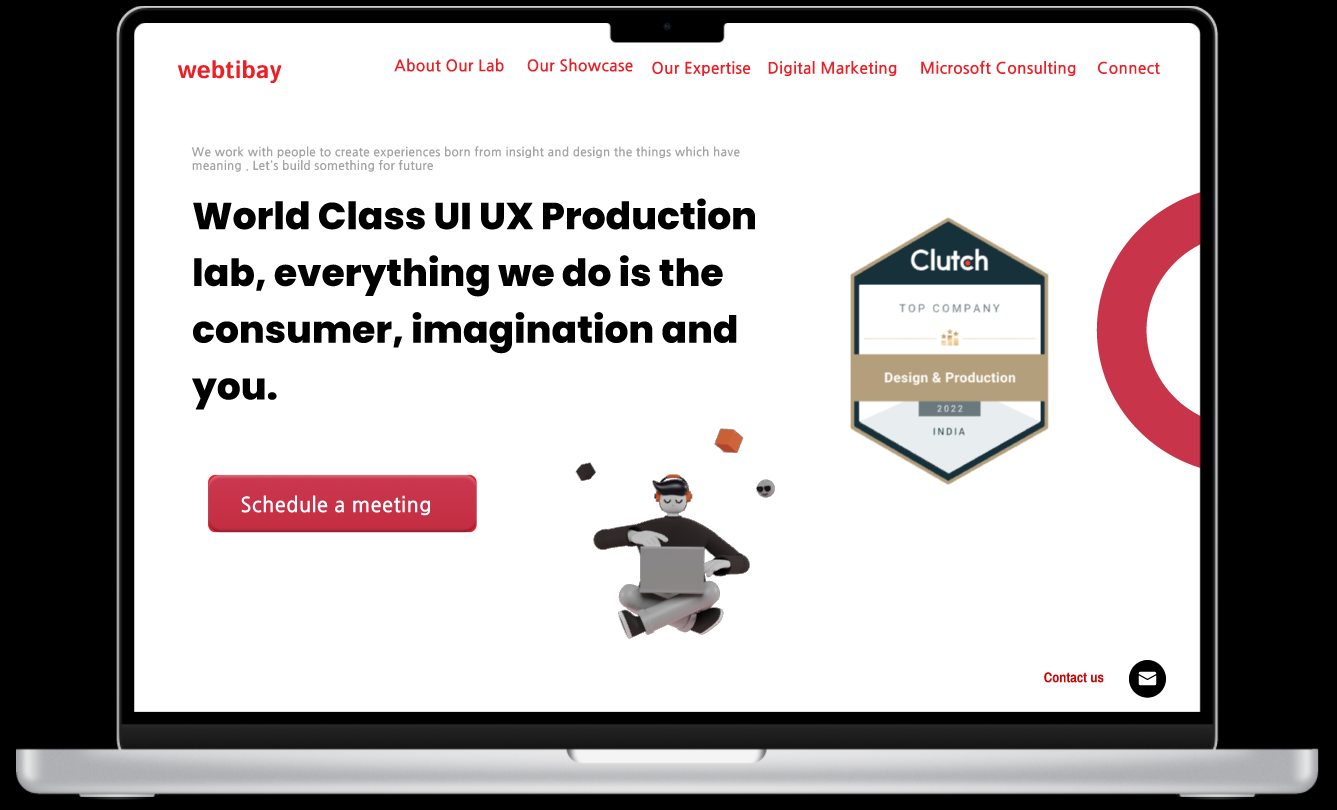 webtibay
About Our Lab
Our Showcase
Our Expertise
Digital Marketing
Microsoft Consulting
Connect
We work with people to create experiences born from insight and design the things which have
meaning . Let's build something for future
World Class UI UX Production
lab, everything we do is the
consumer, imagination and
you.
Clutch
TOP COMPANY
Design & Production
2022
INDIA
Schedule a meeting
Contact us